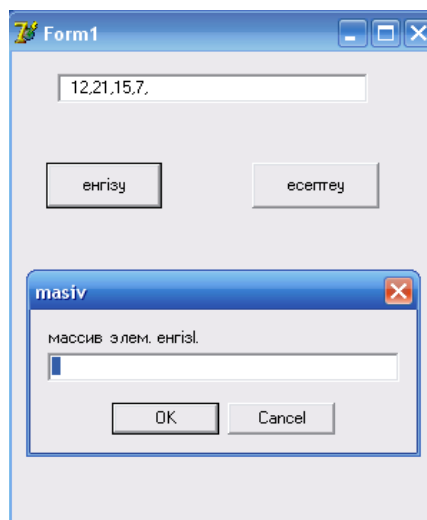 Form1
12,21,15,7,
енгізу
есептеу
masiv
массив элем. енгізl.
OK
Cancel